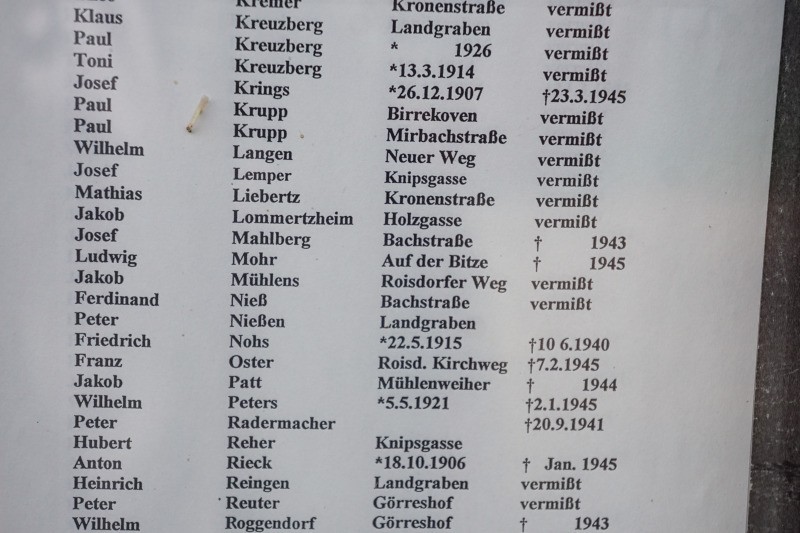 Kremer Kronenstraße vermißt
Klaus Kreuzberg Landgraben vermißt
Paul Kreuzberg * 1926 vermißt
Toni Kreuzberg *13.3.1914 vermißt
Josef Krings *26.12.1907 †23.3.1945
Paul Krupp Birrekoven vermißt
Paul Krupp Mirbachstraße vermißt
Wilhelm Langen Neuer Weg vermißt
Josef Lemper Knipsgasse vermißt
Mathias Liebertz Kronenstraße vermißt
Jakob Lommertzheim Holzgasse vermißt
Josef Mahlberg Bachstraße † 1943
Ludwig Mohr Auf der Bitze † 1945
Jakob Mühlens Roisdorfer Weg vermißt
Ferdinand Nieß Bachstraße vermißt
Peter Nießen Landgraben
Friedrich Nohs *22.5.1915 †10 6.1940
Franz Oster Roisd. Kirchweg †7.2.1945
Jakob Patt Mühlenweiher † 1944
Wilhelm Peters *5.5.1921 †2.1.1945
Peter Radermacher †20.9.1941
Hubert Reher Knipsgasse
Anton Rieck *18.10.1906 † Jan. 1945
Heinrich Reingen Landgraben vermißt
Peter Reuter Görreshof vermißt
Wilhelm Roggendorf Görreshof † 1943